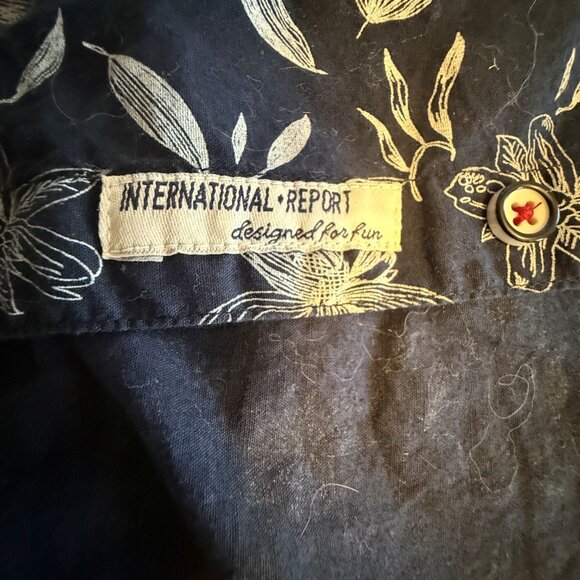 INTERNATIONAL • REPORT
designed for fun